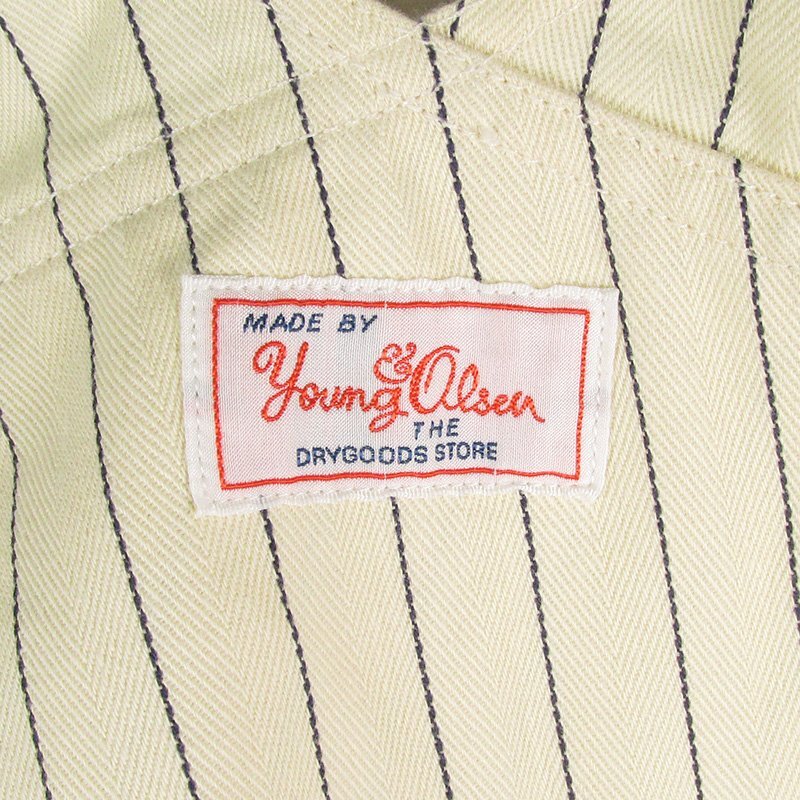 MADE BY
Young & Olsen
THE
DRYGOODS STORE